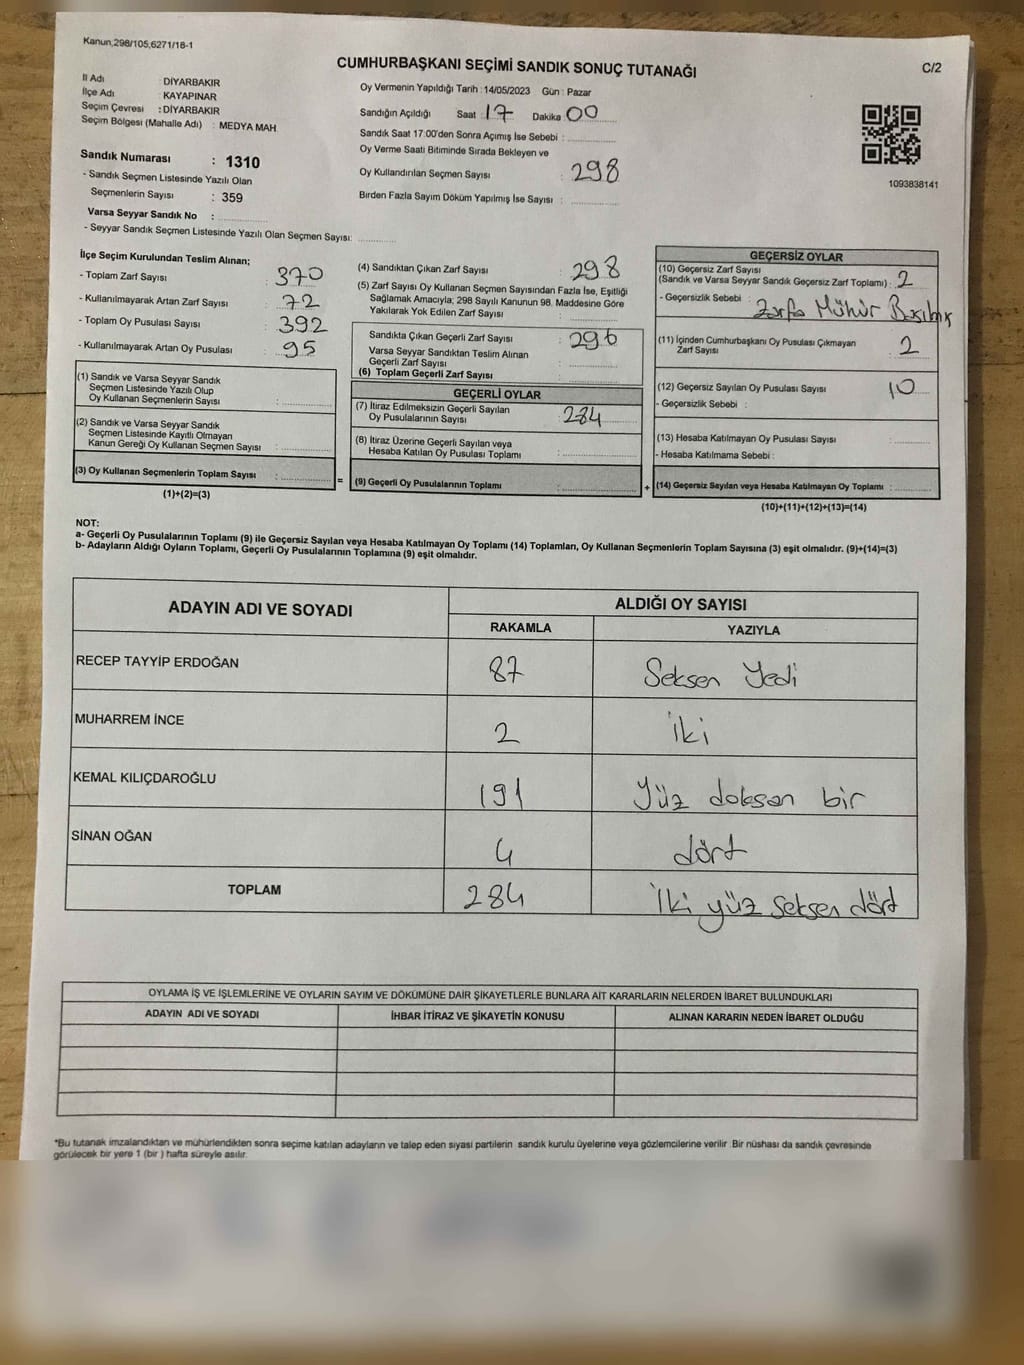 Kanun,298/105,6271/18-1
CUMHURBAŞKANI SEÇİMİ SANDIK SONUÇ TUTANAĞI
C/2
İl Adı : DİYARBAKIR
İlçe Adı : KAYAPINAR
Seçim Çevresi : DİYARBAKIR
Seçim Bölgesi (Mahalle Adı) : MEDYA MAH.
Sandık Numarası : 1310
- Sandık Seçmen Listesinde Yazılı Olan
Seçmenlerin Sayısı : 359
Varsa Seyyar Sandık No :
- Seyyar Sandık Seçmen Listesinde Yazılı Olan Seçmen Sayısı:
Oy Vermenin Yapıldığı Tarih : 14/05/2023 Gün : Pazar
Sandığın Açıldığı Saat : 17 Dakika : 00
Sandık Saat 17:00'den Sonra Açımış İse Sebebi :
Oy Verme Saati Bitiminde Sırada Bekleyen ve
Oy Kullandırılan Seçmen Sayısı : 298
Birden Fazla Sayım Döküm Yapılmış İse Sayısı :
1093838141
İlçe Seçim Kurulundan Teslim Alınan;
- Toplam Zarf Sayısı : 370
- Kullanılmayarak Artan Zarf Sayısı : 72
- Toplam Oy Pusulası Sayısı : 392
- Kullanılmayarak Artan Oy Pusulası : 95
(1) Sandık ve Varsa Seyyar Sandık
Seçmen Listesinde Yazılı Olup
Oy Kullanan Seçmenlerin Sayısı :
(2) Sandık ve Varsa Seyyar Sandık
Seçmen Listesinde Kayıtlı Olmayan
Kanun Gereği Oy Kullanan Seçmen Sayısı :
(3) Oy Kullanan Seçmenlerin Toplam Sayısı :
(1)+(2)=(3)
(4) Sandıktan Çıkan Zarf Sayısı : 298
(5) Zarf Sayısı Oy Kullanan Seçmen Sayısından Fazla İse, Eşitliği
Sağlamak Amacıyla; 298 Sayılı Kanunun 98. Maddesine Göre
Yakılarak Yok Edilen Zarf Sayısı :
Sandıkta Çıkan Geçerli Zarf Sayısı : 296
Varsa Seyyar Sandıktan Teslim Alınan
Geçerli Zarf Sayısı :
(6) Toplam Geçerli Zarf Sayısı :
GEÇERLİ OYLAR
(7) İtiraz Edilmeksizin Geçerli Sayılan
Oy Pusulalarının Sayısı : 284
(8) İtiraz Üzerine Geçerli Sayılan veya
Hesaba Katılan Oy Pusulası Toplamı :
= (9) Geçerli Oy Pusulalarının Toplamı :
GEÇERSİZ OYLAR
(10) Geçersiz Zarf Sayısı
(Sandık ve Varsa Seyyar Sandık Geçersiz Zarf Toplamı) : 2
- Geçersizlik Sebebi : Zarfa Mühür Basılmış
(11) İçinden Cumhurbaşkanı Oy Pusulası Çıkmayan
Zarf Sayısı : 2
(12) Geçersiz Sayılan Oy Pusulası Sayısı : 10
- Geçersizlik Sebebi :
(13) Hesaba Katılmayan Oy Pusulası Sayısı :
- Hesaba Katılmama Sebebi :
+ (14) Geçersiz Sayılan veya Hesaba Katılmayan Oy Toplamı :
(10)+(11)+(12)+(13)=(14)
NOT:
a- Geçerli Oy Pusulalarının Toplamı (9) ile Geçersiz Sayılan veya Hesaba Katılmayan Oy Toplamı (14) Toplamları, Oy Kullanan Seçmenlerin Toplam Sayısına (3) eşit olmalıdır. (9)+(14)=(3)
b- Adayların Aldığı Oyların Toplamı, Geçerli Oy Pusulalarının Toplamına (9) eşit olmalıdır.
ADAYIN ADI VE SOYADI ALDIĞI OY SAYISI
RAKAMLA YAZIYLA
RECEP TAYYİP ERDOĞAN 87 Seksen Yedi
MUHARREM İNCE 2 İki
KEMAL KILIÇDAROĞLU 191 Yüz doksan bir
SİNAN OĞAN 4 dört
TOPLAM 284 İki yüz seksen dört
OYLAMA İŞ VE İŞLEMLERİNE VE OYLARIN SAYIM VE DÖKÜMÜNE DAİR ŞİKAYETLERLE BUNLARA AİT KARARLARIN NELERDEN İBARET BULUNDUKLARI
ADAYIN ADI VE SOYADI İHBAR İTİRAZ VE ŞİKAYETİN KONUSU ALINAN KARARIN NEDEN İBARET OLDUĞU
*Bu tutanak imzalandıktan ve mühürlendikten sonra seçime katılan adayların ve talep eden siyasi partilerin sandık kurulu üyelerine veya gözlemcilerine verilir. Bir nüshası da sandık çevresinde
görülecek bir yere 1 (bir ) hafta süreyle asılır.